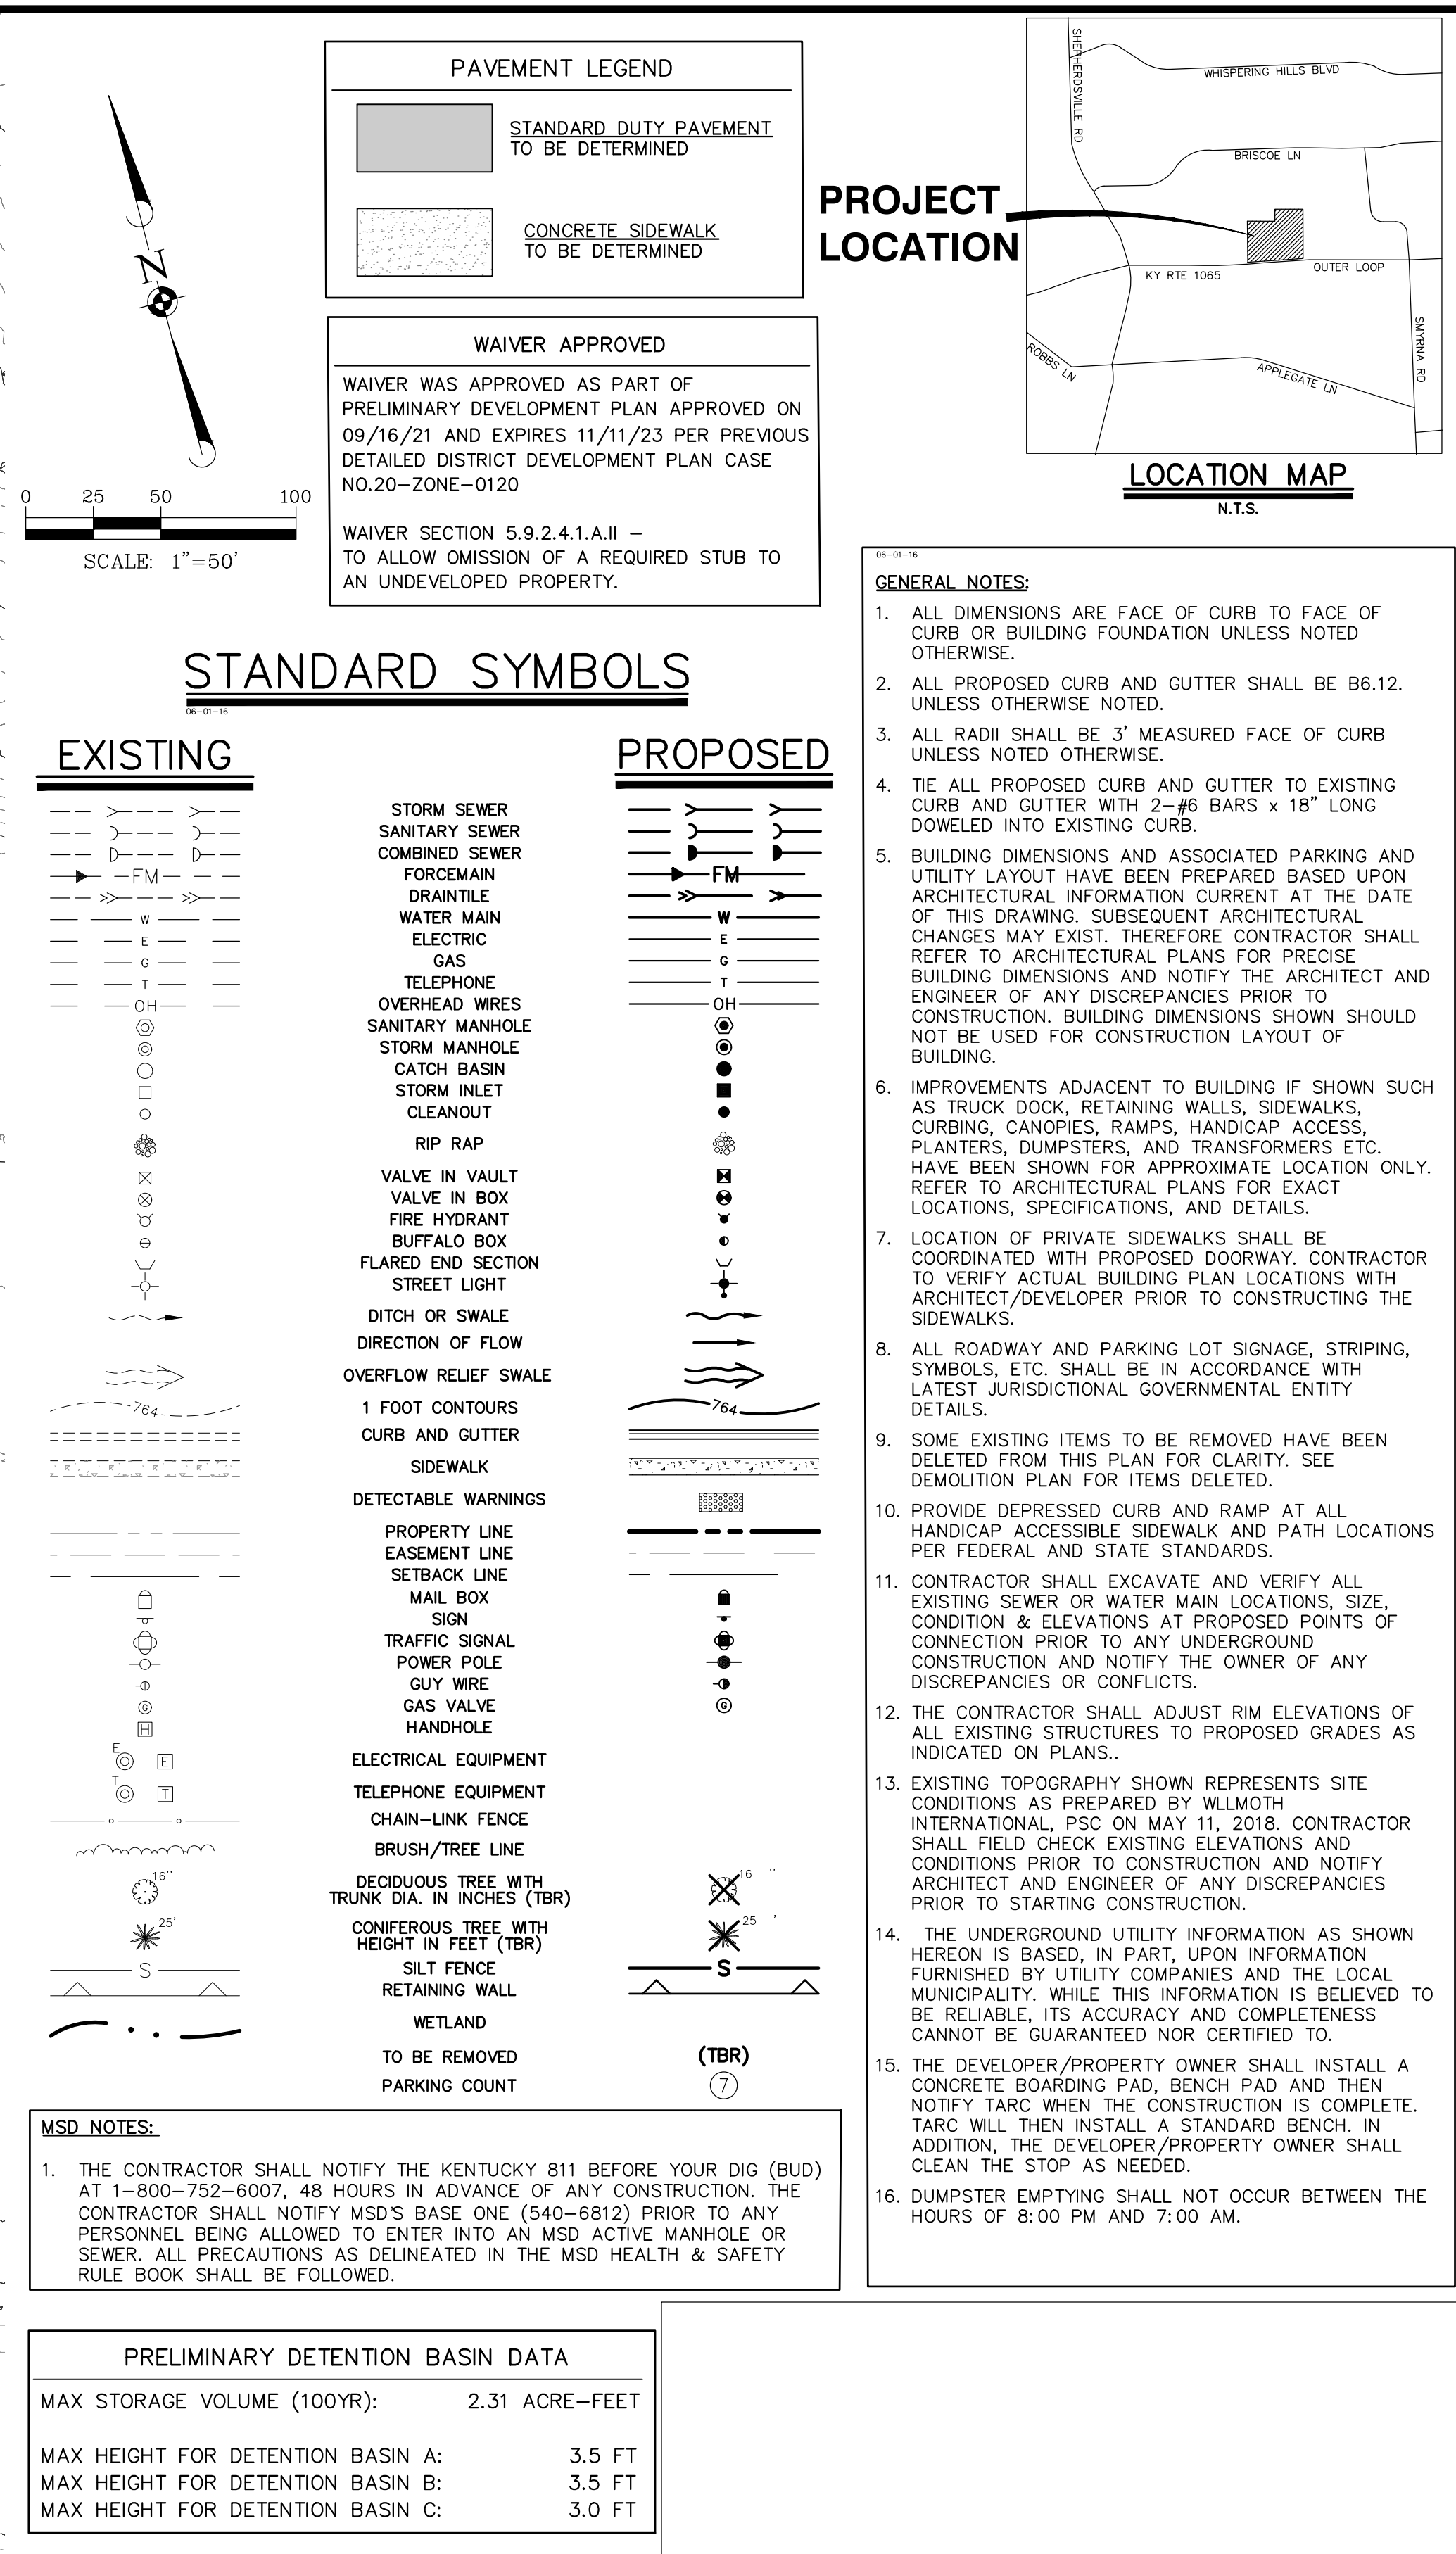 PAVEMENT LEGEND
STANDARD DUTY PAVEMENT
TO BE DETERMINED
CONCRETE SIDEWALK
TO BE DETERMINED
N
0 25 50 100
SCALE: 1"=50'
WAIVER APPROVED
WAIVER WAS APPROVED AS PART OF
PRELIMINARY DEVELOPMENT PLAN APPROVED ON
09/16/21 AND EXPIRES 11/11/23 PER PREVIOUS
DETAILED DISTRICT DEVELOPMENT PLAN CASE
NO.20-ZONE-0120
WAIVER SECTION 5.9.2.4.1.A.II –
TO ALLOW OMISSION OF A REQUIRED STUB TO
AN UNDEVELOPED PROPERTY.
PROJECT
LOCATION
SHEPHERDSVILLE RD
WHISPERING HILLS BLVD
BRISCOE LN
KY RTE 1065
OUTER LOOP
ROBBS LN
APPLEGATE LN
SMYRNA RD
LOCATION MAP
N.T.S.
STANDARD SYMBOLS
06-01-16
EXISTING PROPOSED
STORM SEWER
SANITARY SEWER
COMBINED SEWER
FM FORCEMAIN FM
DRAINTILE
W WATER MAIN W
E ELECTRIC E
G GAS G
T TELEPHONE T
OH OVERHEAD WIRES OH
SANITARY MANHOLE
STORM MANHOLE
CATCH BASIN
STORM INLET
CLEANOUT
RIP RAP
VALVE IN VAULT
VALVE IN BOX
FIRE HYDRANT
BUFFALO BOX
FLARED END SECTION
STREET LIGHT
DITCH OR SWALE
DIRECTION OF FLOW
OVERFLOW RELIEF SWALE
764 1 FOOT CONTOURS 764
CURB AND GUTTER
SIDEWALK
DETECTABLE WARNINGS
PROPERTY LINE
EASEMENT LINE
SETBACK LINE
MAIL BOX
SIGN
TRAFFIC SIGNAL
POWER POLE
GUY WIRE
G GAS VALVE G
H HANDHOLE
E E ELECTRICAL EQUIPMENT
T T TELEPHONE EQUIPMENT
CHAIN-LINK FENCE
BRUSH/TREE LINE
16" DECIDUOUS TREE WITH 16 "
TRUNK DIA. IN INCHES (TBR)
25' CONIFEROUS TREE WITH 25 '
HEIGHT IN FEET (TBR)
S SILT FENCE S
RETAINING WALL
WETLAND
TO BE REMOVED (TBR)
PARKING COUNT 7
MSD NOTES:
1. THE CONTRACTOR SHALL NOTIFY THE KENTUCKY 811 BEFORE YOUR DIG (BUD)
AT 1-800-752-6007, 48 HOURS IN ADVANCE OF ANY CONSTRUCTION. THE
CONTRACTOR SHALL NOTIFY MSD'S BASE ONE (540-6812) PRIOR TO ANY
PERSONNEL BEING ALLOWED TO ENTER INTO AN MSD ACTIVE MANHOLE OR
SEWER. ALL PRECAUTIONS AS DELINEATED IN THE MSD HEALTH & SAFETY
RULE BOOK SHALL BE FOLLOWED.
PRELIMINARY DETENTION BASIN DATA
MAX STORAGE VOLUME (100YR): 2.31 ACRE-FEET
MAX HEIGHT FOR DETENTION BASIN A: 3.5 FT
MAX HEIGHT FOR DETENTION BASIN B: 3.5 FT
MAX HEIGHT FOR DETENTION BASIN C: 3.0 FT
06-01-16
GENERAL NOTES:
1. ALL DIMENSIONS ARE FACE OF CURB TO FACE OF
CURB OR BUILDING FOUNDATION UNLESS NOTED
OTHERWISE.
2. ALL PROPOSED CURB AND GUTTER SHALL BE B6.12.
UNLESS OTHERWISE NOTED.
3. ALL RADII SHALL BE 3' MEASURED FACE OF CURB
UNLESS NOTED OTHERWISE.
4. TIE ALL PROPOSED CURB AND GUTTER TO EXISTING
CURB AND GUTTER WITH 2-#6 BARS x 18" LONG
DOWELED INTO EXISTING CURB.
5. BUILDING DIMENSIONS AND ASSOCIATED PARKING AND
UTILITY LAYOUT HAVE BEEN PREPARED BASED UPON
ARCHITECTURAL INFORMATION CURRENT AT THE DATE
OF THIS DRAWING. SUBSEQUENT ARCHITECTURAL
CHANGES MAY EXIST. THEREFORE CONTRACTOR SHALL
REFER TO ARCHITECTURAL PLANS FOR PRECISE
BUILDING DIMENSIONS AND NOTIFY THE ARCHITECT AND
ENGINEER OF ANY DISCREPANCIES PRIOR TO
CONSTRUCTION. BUILDING DIMENSIONS SHOWN SHOULD
NOT BE USED FOR CONSTRUCTION LAYOUT OF
BUILDING.
6. IMPROVEMENTS ADJACENT TO BUILDING IF SHOWN SUCH
AS TRUCK DOCK, RETAINING WALLS, SIDEWALKS,
CURBING, CANOPIES, RAMPS, HANDICAP ACCESS,
PLANTERS, DUMPSTERS, AND TRANSFORMERS ETC.
HAVE BEEN SHOWN FOR APPROXIMATE LOCATION ONLY.
REFER TO ARCHITECTURAL PLANS FOR EXACT
LOCATIONS, SPECIFICATIONS, AND DETAILS.
7. LOCATION OF PRIVATE SIDEWALKS SHALL BE
COORDINATED WITH PROPOSED DOORWAY. CONTRACTOR
TO VERIFY ACTUAL BUILDING PLAN LOCATIONS WITH
ARCHITECT/DEVELOPER PRIOR TO CONSTRUCTING THE
SIDEWALKS.
8. ALL ROADWAY AND PARKING LOT SIGNAGE, STRIPING,
SYMBOLS, ETC. SHALL BE IN ACCORDANCE WITH
LATEST JURISDICTIONAL GOVERNMENTAL ENTITY
DETAILS.
9. SOME EXISTING ITEMS TO BE REMOVED HAVE BEEN
DELETED FROM THIS PLAN FOR CLARITY. SEE
DEMOLITION PLAN FOR ITEMS DELETED.
10. PROVIDE DEPRESSED CURB AND RAMP AT ALL
HANDICAP ACCESSIBLE SIDEWALK AND PATH LOCATIONS
PER FEDERAL AND STATE STANDARDS.
11. CONTRACTOR SHALL EXCAVATE AND VERIFY ALL
EXISTING SEWER OR WATER MAIN LOCATIONS, SIZE,
CONDITION & ELEVATIONS AT PROPOSED POINTS OF
CONNECTION PRIOR TO ANY UNDERGROUND
CONSTRUCTION AND NOTIFY THE OWNER OF ANY
DISCREPANCIES OR CONFLICTS.
12. THE CONTRACTOR SHALL ADJUST RIM ELEVATIONS OF
ALL EXISTING STRUCTURES TO PROPOSED GRADES AS
INDICATED ON PLANS..
13. EXISTING TOPOGRAPHY SHOWN REPRESENTS SITE
CONDITIONS AS PREPARED BY WLLMOTH
INTERNATIONAL, PSC ON MAY 11, 2018. CONTRACTOR
SHALL FIELD CHECK EXISTING ELEVATIONS AND
CONDITIONS PRIOR TO CONSTRUCTION AND NOTIFY
ARCHITECT AND ENGINEER OF ANY DISCREPANCIES
PRIOR TO STARTING CONSTRUCTION.
14. THE UNDERGROUND UTILITY INFORMATION AS SHOWN
HEREON IS BASED, IN PART, UPON INFORMATION
FURNISHED BY UTILITY COMPANIES AND THE LOCAL
MUNICIPALITY. WHILE THIS INFORMATION IS BELIEVED TO
BE RELIABLE, ITS ACCURACY AND COMPLETENESS
CANNOT BE GUARANTEED NOR CERTIFIED TO.
15. THE DEVELOPER/PROPERTY OWNER SHALL INSTALL A
CONCRETE BOARDING PAD, BENCH PAD AND THEN
NOTIFY TARC WHEN THE CONSTRUCTION IS COMPLETE.
TARC WILL THEN INSTALL A STANDARD BENCH. IN
ADDITION, THE DEVELOPER/PROPERTY OWNER SHALL
CLEAN THE STOP AS NEEDED.
16. DUMPSTER EMPTYING SHALL NOT OCCUR BETWEEN THE
HOURS OF 8:00 PM AND 7:00 AM.